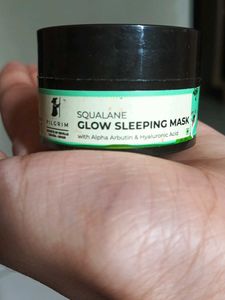 PILGRIM
SQUALANE
GLOW SLEEPING MASK
with Alpha Arbutin & Hyaluronic Acid